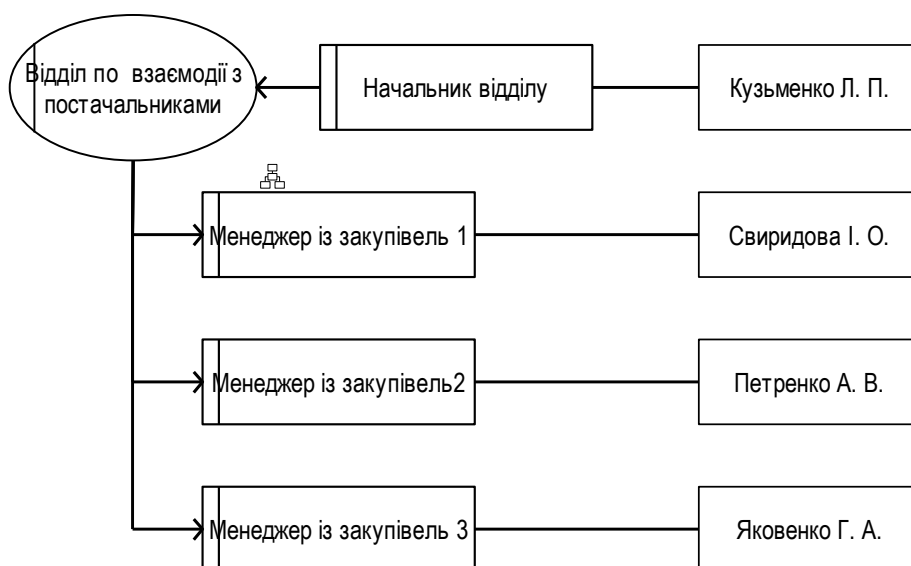 Відділ по взаємодії з
постачальниками
Начальник відділу
Кузьменко Л. П.
Менеджер із закупівель 1
Свиридова І. О.
Менеджер із закупівель2
Петренко А. В.
Менеджер із закупівель 3
Яковенко Г. А.